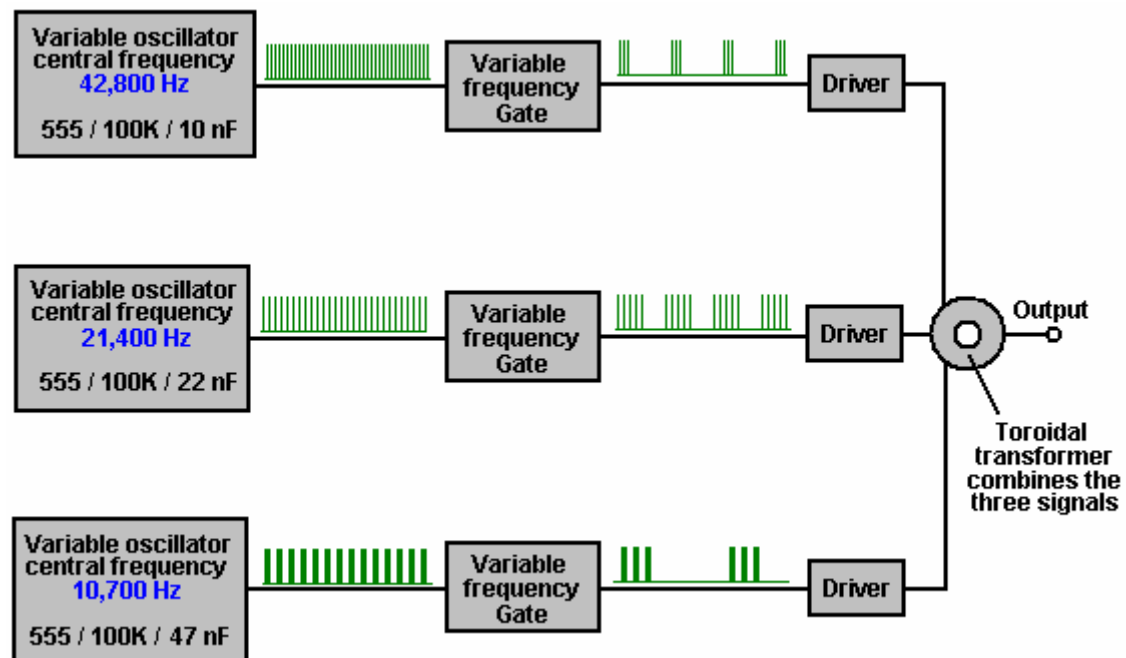 Variable oscillator
central frequency
42,800 Hz
555 / 100K / 10 nF
Variable
frequency
Gate
Driver
Variable oscillator
central frequency
21,400 Hz
555 / 100K / 22 nF
Variable
frequency
Gate
Driver
Output
Toroidal
transformer
combines the
three signals
Variable oscillator
central frequency
10,700 Hz
555 / 100K / 47 nF
Variable
frequency
Gate
Driver